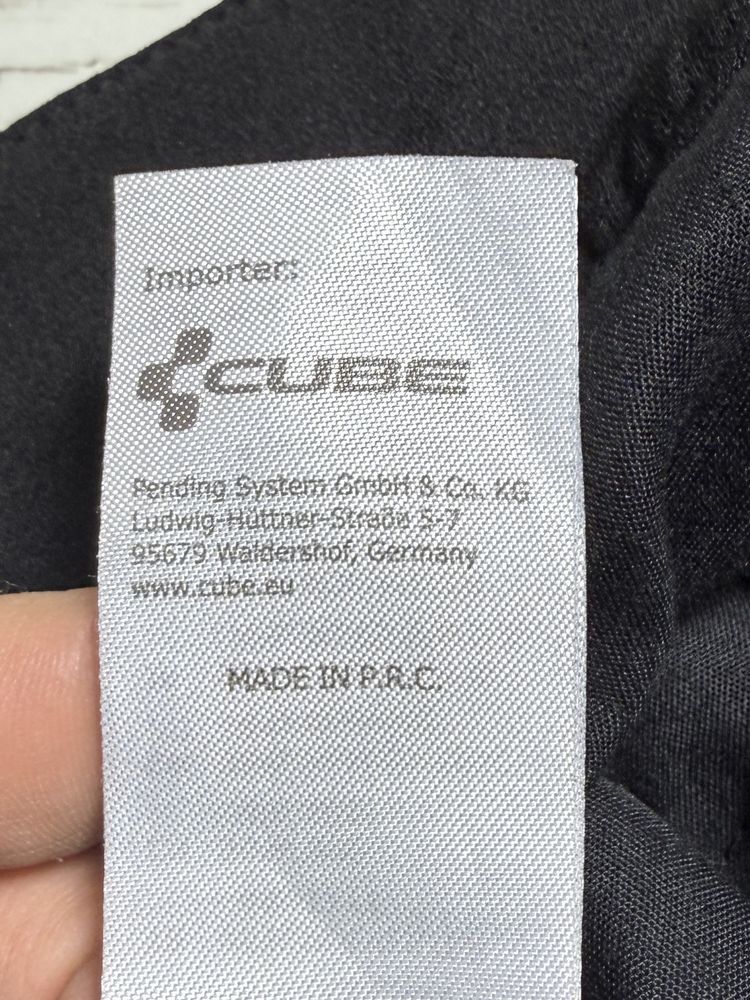 Importer:
CUBE
Pending System GmbH & Co. KG
Ludwig-Hüttner-Straße 5-7
95679 Waldershof, Germany
www.cube.eu
MADE IN P.R.C.